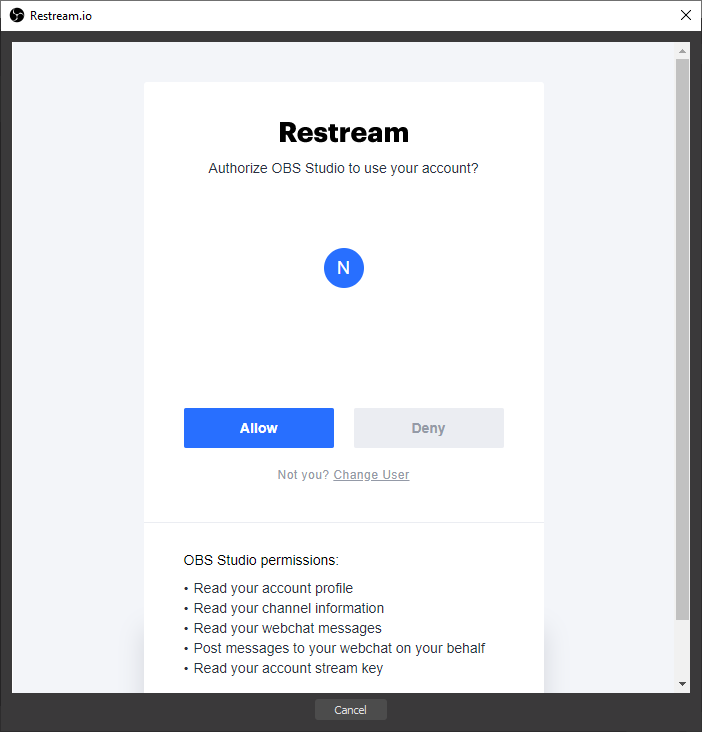 Restream.io
Restream
Authorize OBS Studio to use your account?
N
Allow
Deny
Not you? Change User
OBS Studio permissions:
• Read your account profile
• Read your channel information
• Read your webchat messages
• Post messages to your webchat on your behalf
• Read your account stream key
Cancel